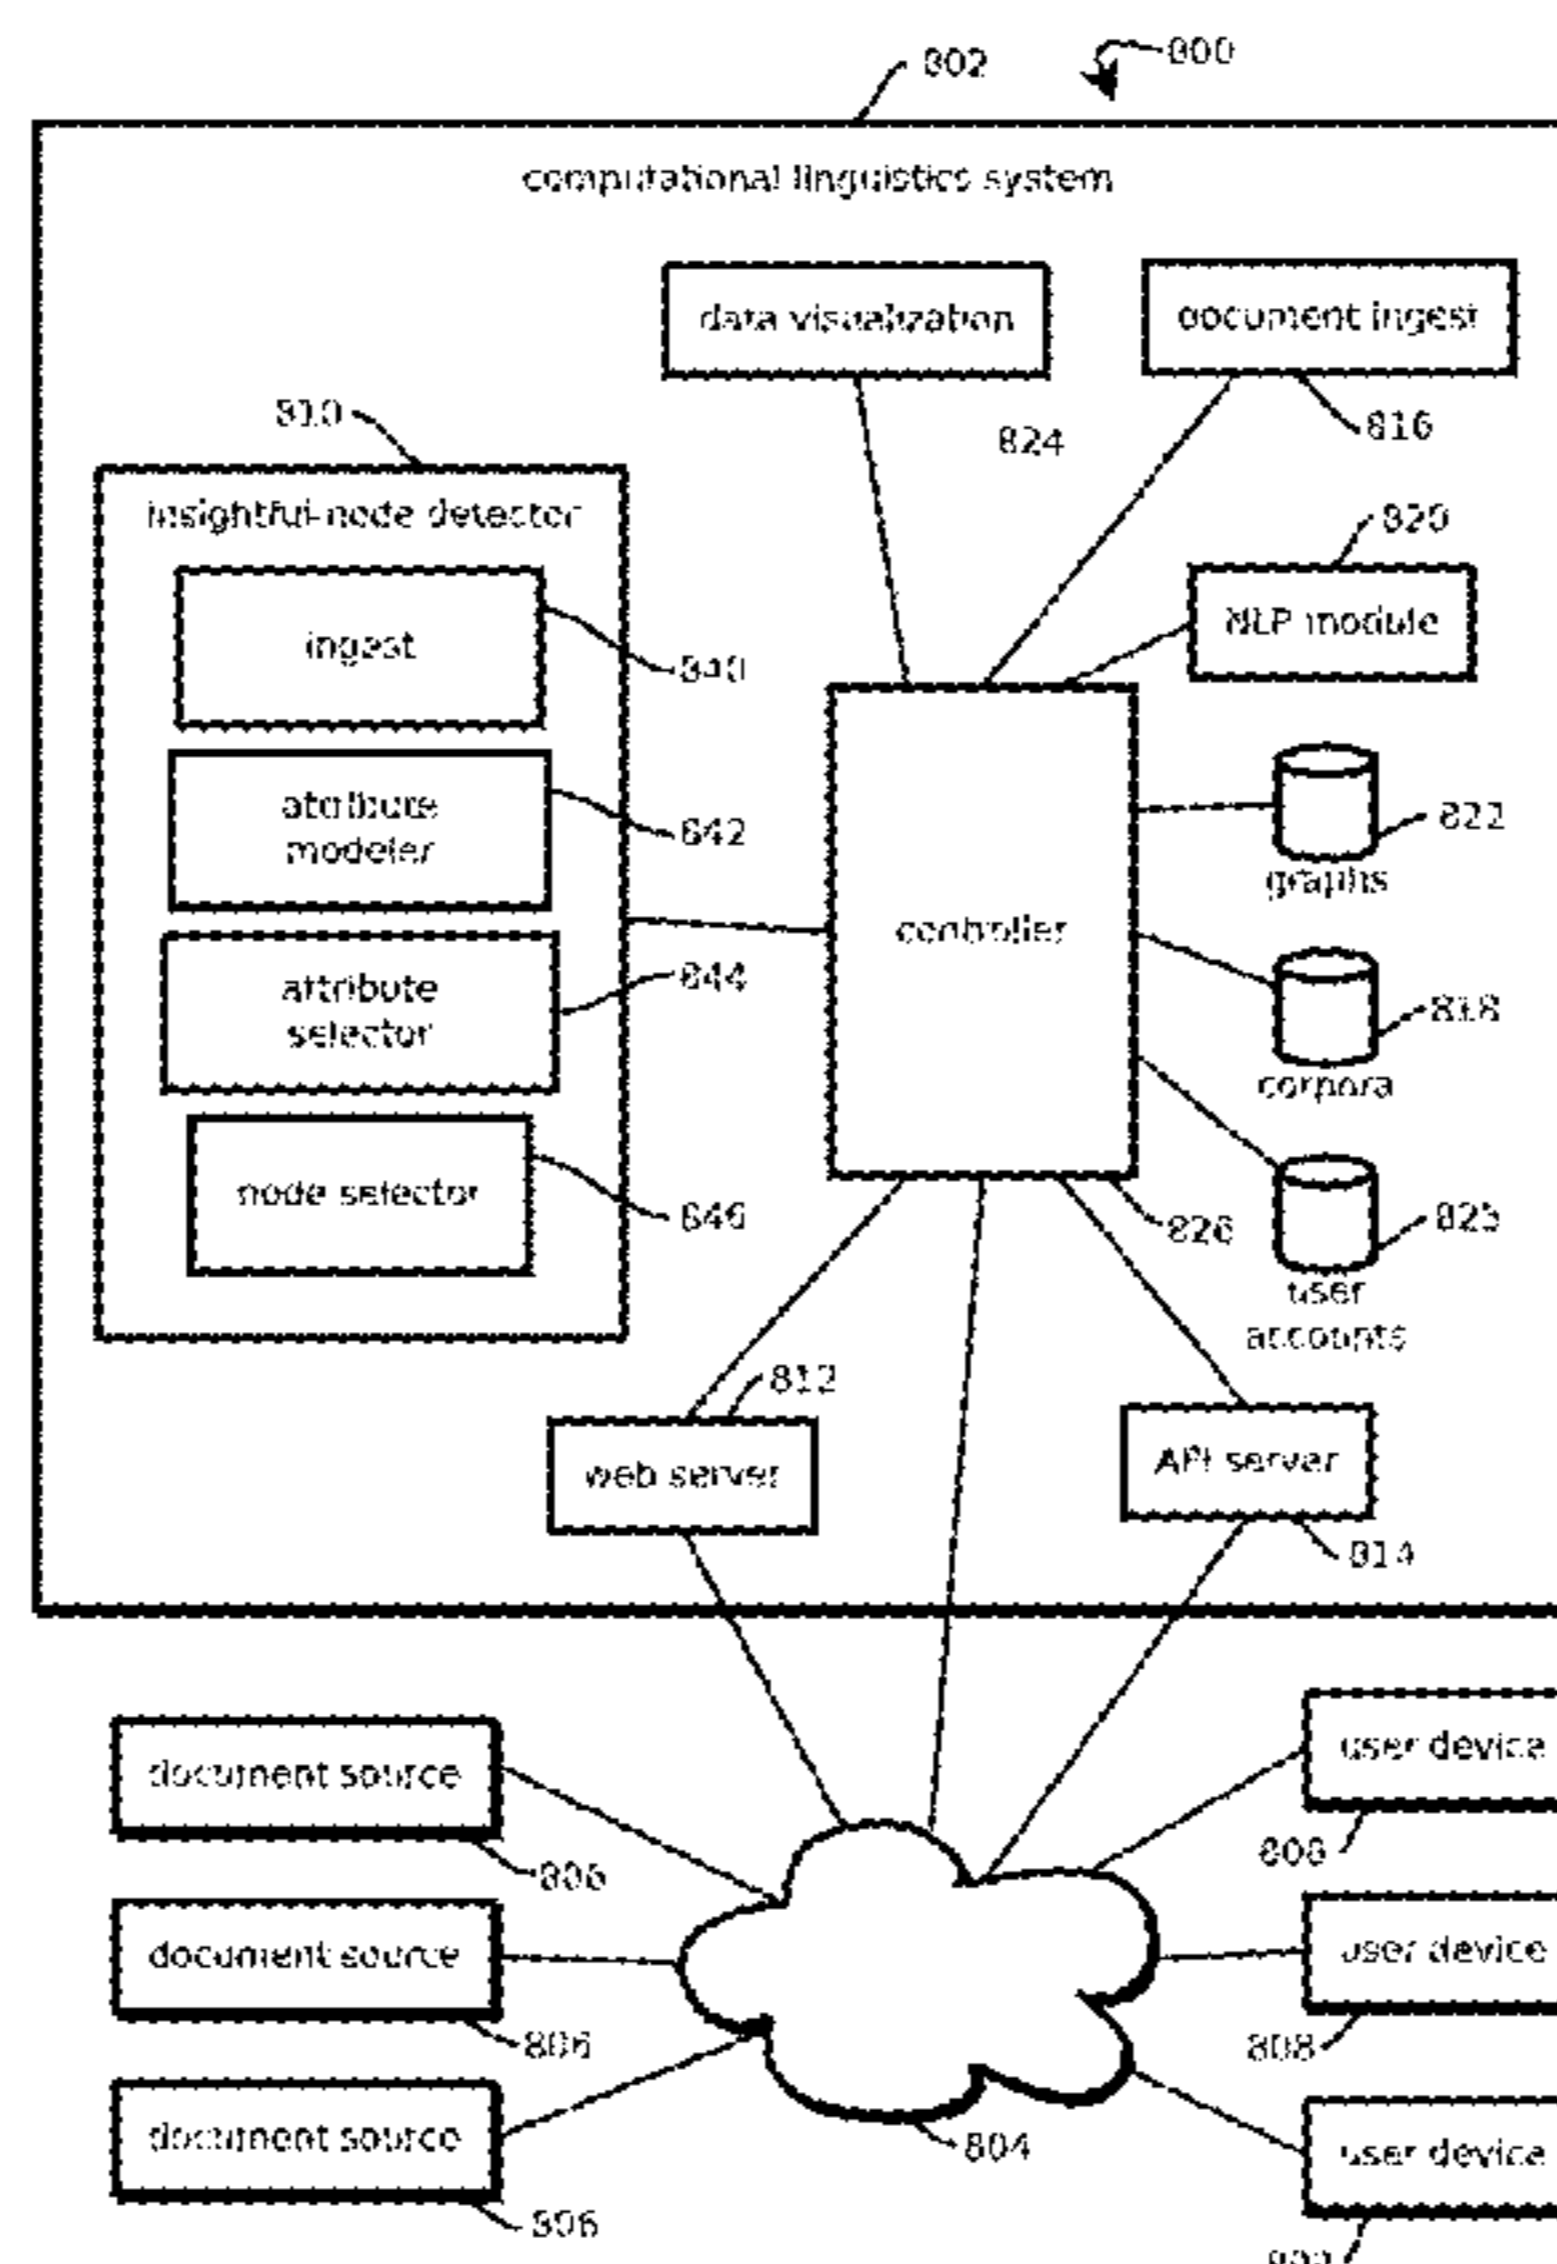 802
800
computational linguistics system
data visualization
document ingest
810
824
816
insightful-node detector
820
ingest
NLP module
840
attribute
modeler
842
822
graphs
controller
attribute
selector
844
818
corpora
node selector
846
826
825
user
accounts
812
web server
API server
814
document source
user device
806
808
document source
user device
806
808
document source
804
user device
806